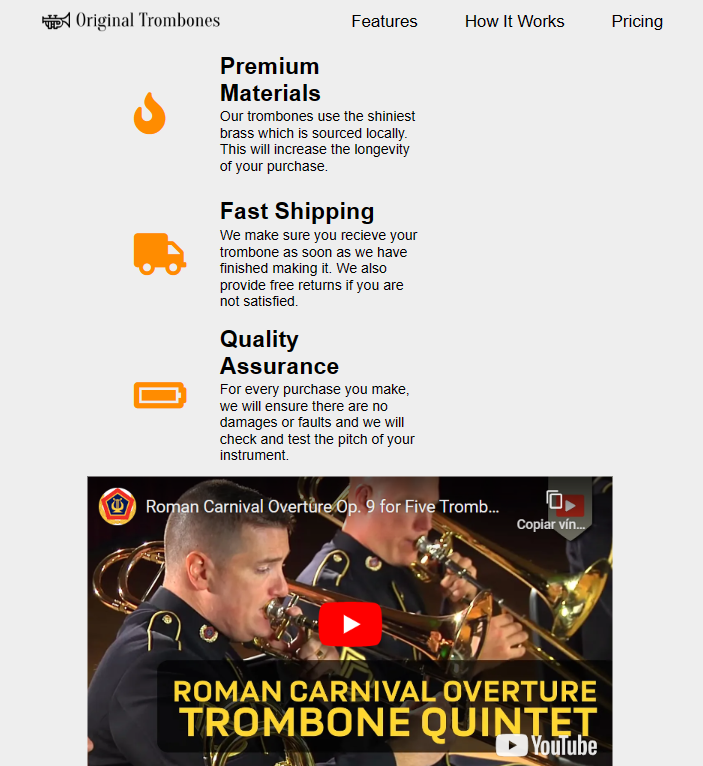 Original Trombones
Features
How It Works
Pricing
Premium
Materials
Our trombones use the shiniest
brass which is sourced locally.
This will increase the longevity
of your purchase.
Fast Shipping
We make sure you recieve your
trombone as soon as we have
finished making it. We also
provide free returns if you are
not satisfied.
Quality
Assurance
For every purchase you make,
we will ensure there are no
damages or faults and we will
check and test the pitch of your
instrument.
Roman Carnival Overture Op. 9 for Five Tromb...
Copiar vín...
ROMAN CARNIVAL OVERTURE
TROMBONE QUINTET
YouTube